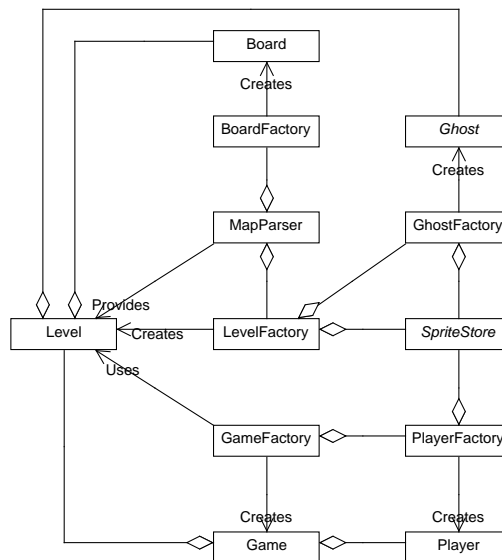 Board
Creates
BoardFactory
Ghost
Creates
MapParser
GhostFactory
Provides
Level
Creates
LevelFactory
SpriteStore
Uses
GameFactory
PlayerFactory
Creates
Creates
Game
Player